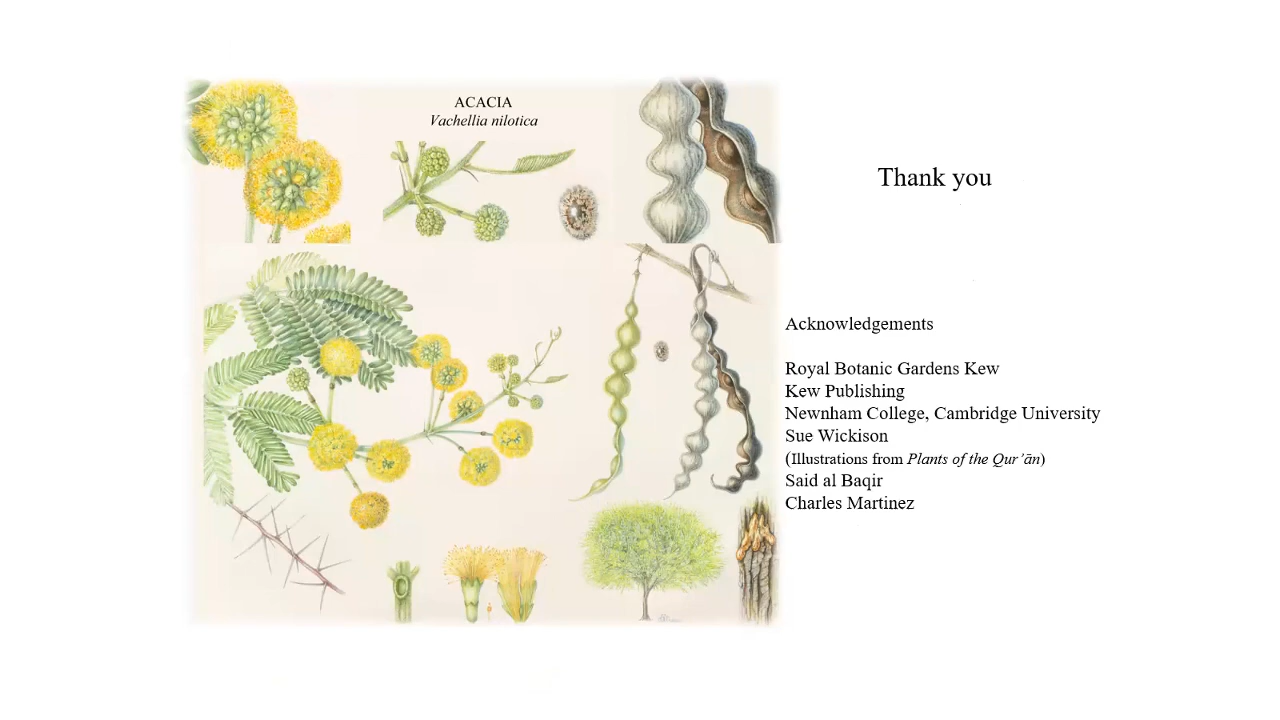 ACACIA
Vachellia nilotica
Thank you
Acknowledgements
Royal Botanic Gardens Kew
Kew Publishing
Newnham College, Cambridge University
Sue Wickison
(Illustrations from Plants of the Qur’ān)
Said al Baqir
Charles Martinez